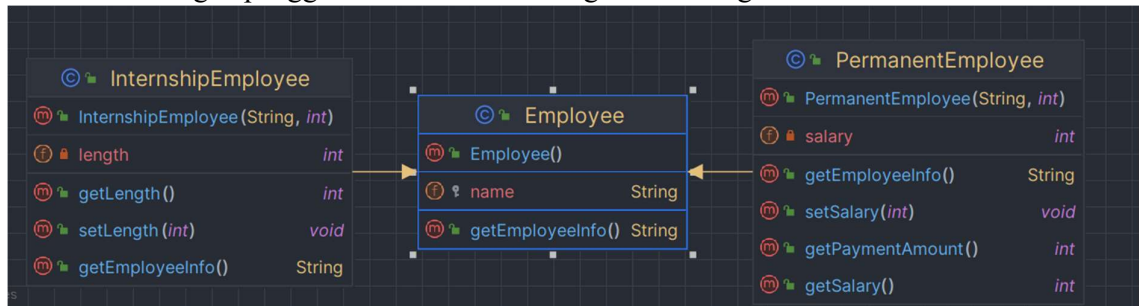 InternshipEmployee
InternshipEmployee(String, int)
length int
getLength() int
setLength(int) void
getEmployeeInfo() String
Employee
Employee()
name String
getEmployeeInfo() String
PermanentEmployee
PermanentEmployee(String, int)
salary int
getEmployeeInfo() String
setSalary(int) void
getPaymentAmount() int
getSalary() int